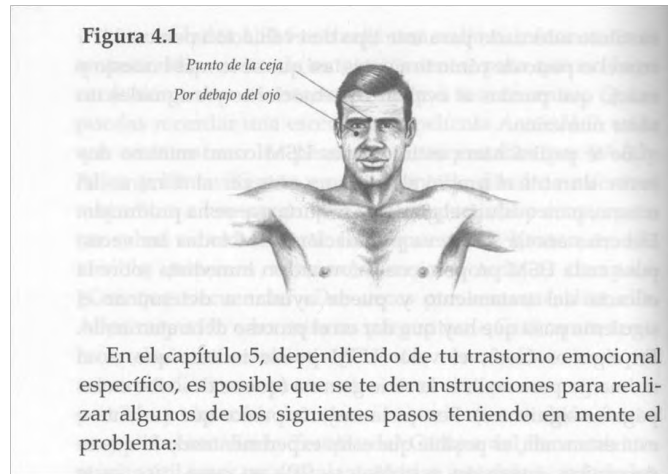 Figura 4.1
Punto de la ceja
Por debajo del ojo
En el capítulo 5, dependiendo de tu trastorno emocional
específico, es posible que se te den instrucciones para reali-
zar algunos de los siguientes pasos teniendo en mente el
problema: